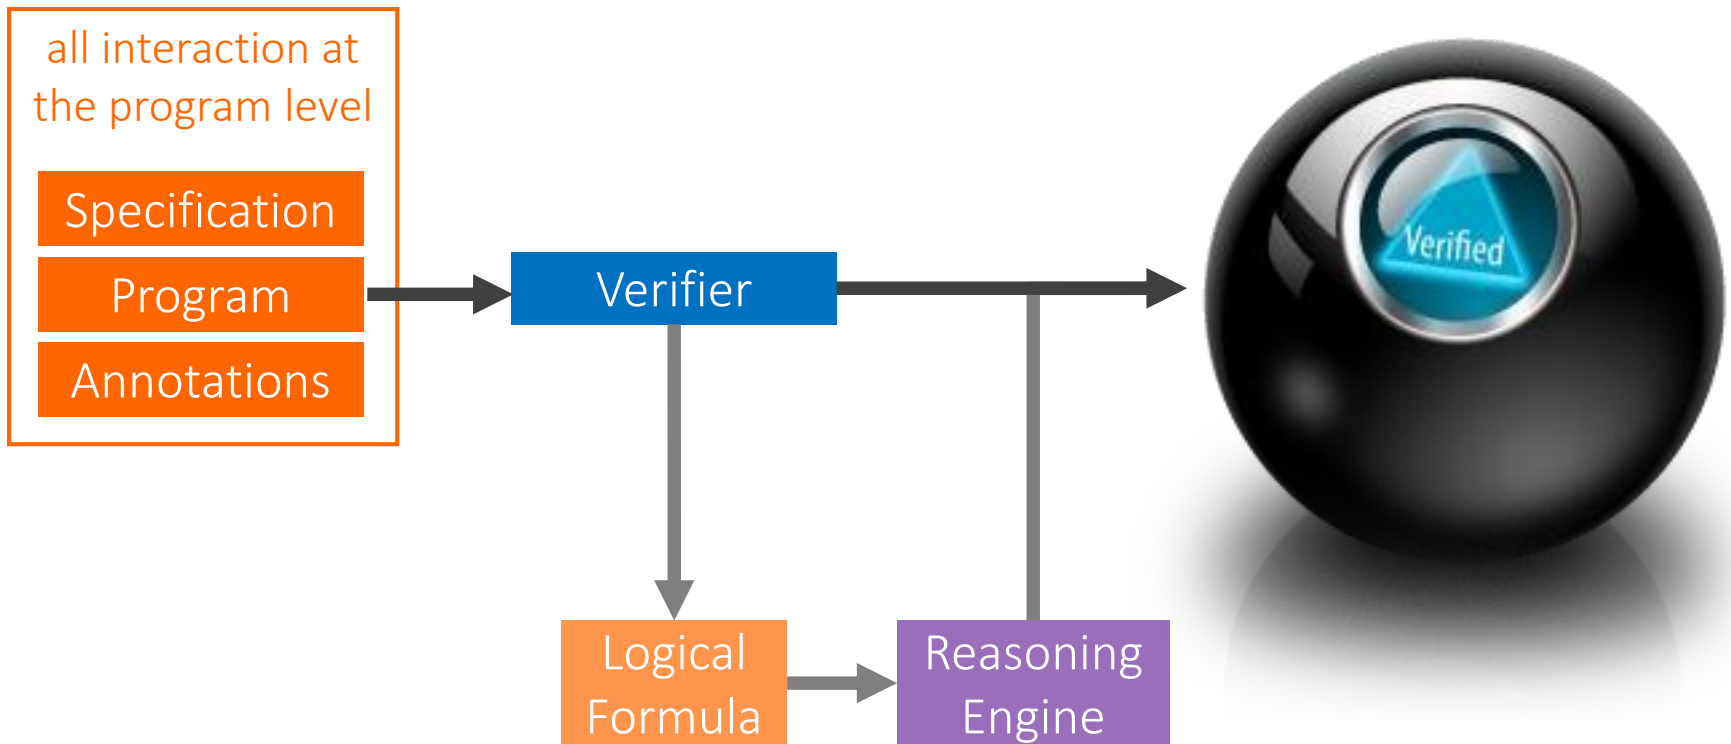 all interaction at
the program level
Specification
Program
Annotations
Verifier
Verified
Logical
Formula
Reasoning
Engine